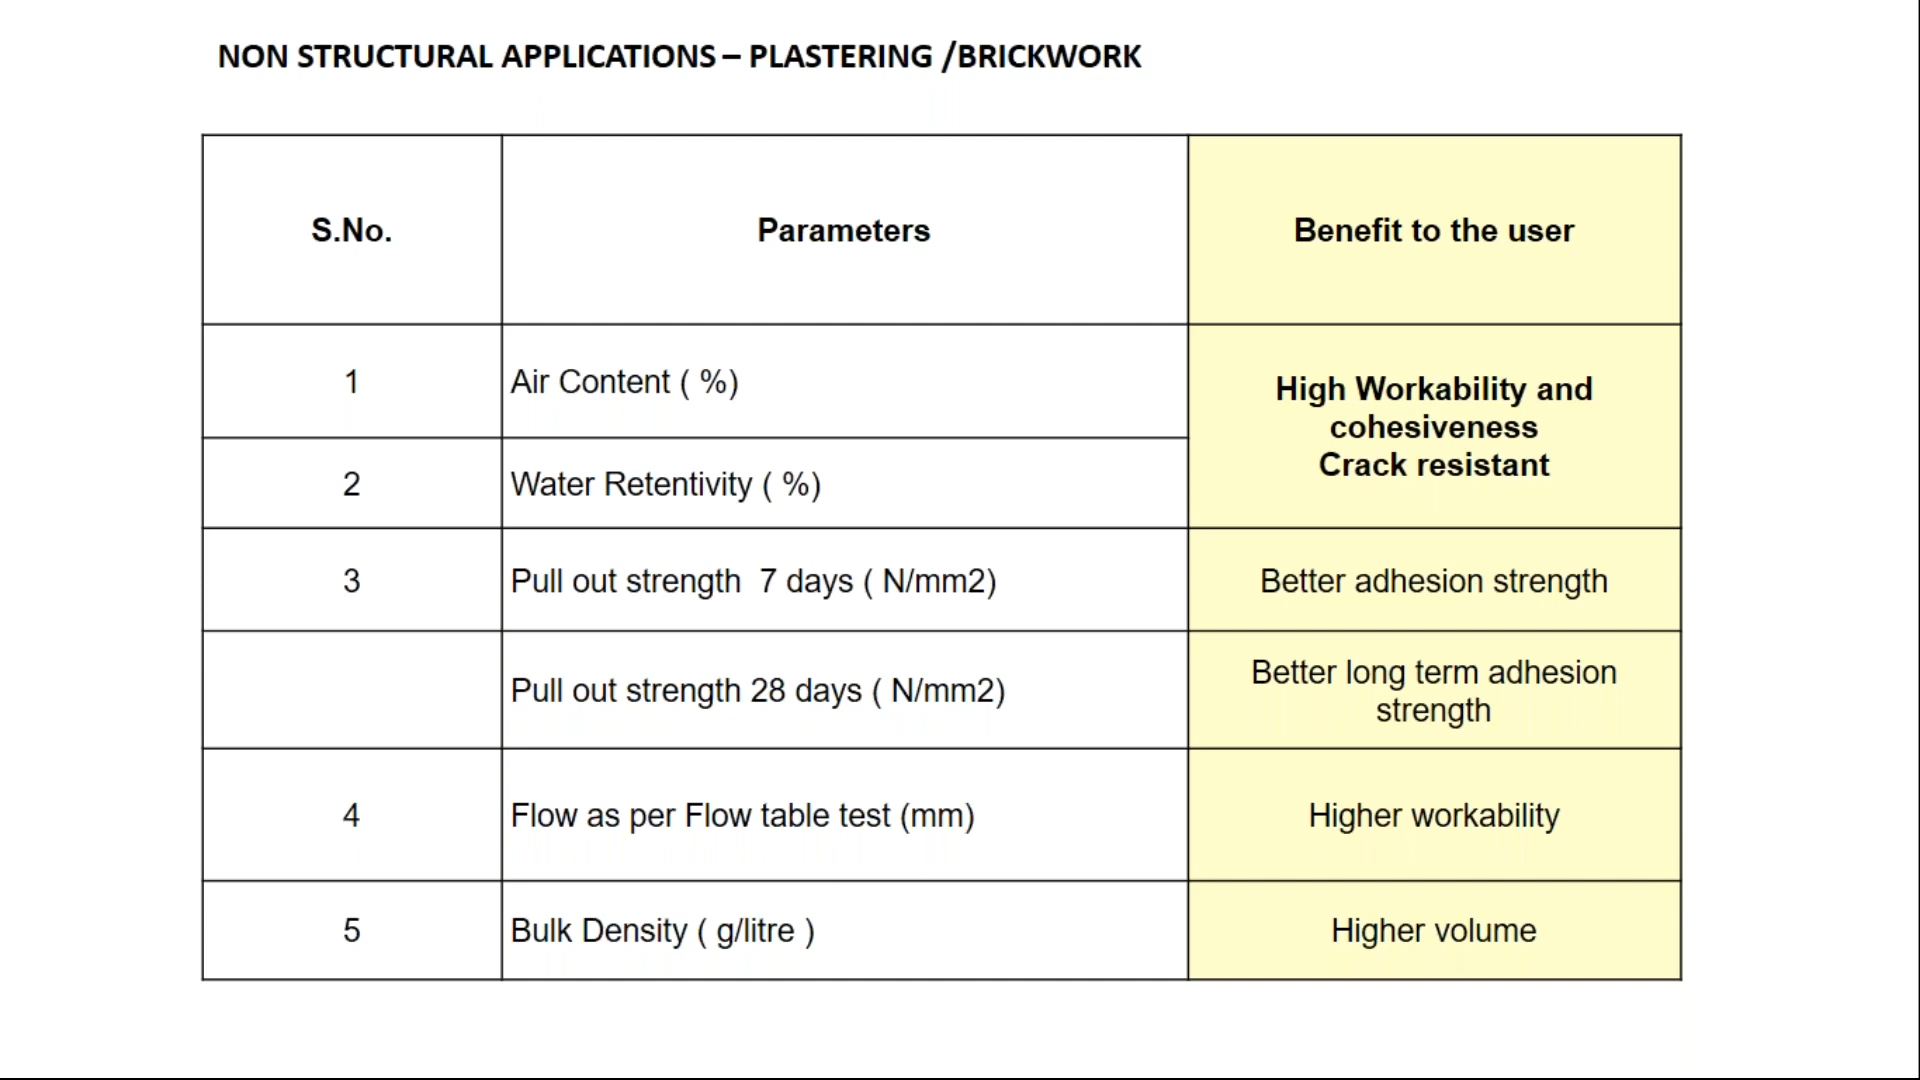 NON STRUCTURAL APPLICATIONS – PLASTERING /BRICKWORK
S.No.
Parameters
Benefit to the user
1
Air Content ( %)
High Workability and
cohesiveness
Crack resistant
2
Water Retentivity ( %)
3
Pull out strength  7 days ( N/mm2)
Better adhesion strength
Pull out strength 28 days ( N/mm2)
Better long term adhesion
strength
4
Flow as per Flow table test (mm)
Higher workability
5
Bulk Density ( g/litre )
Higher volume